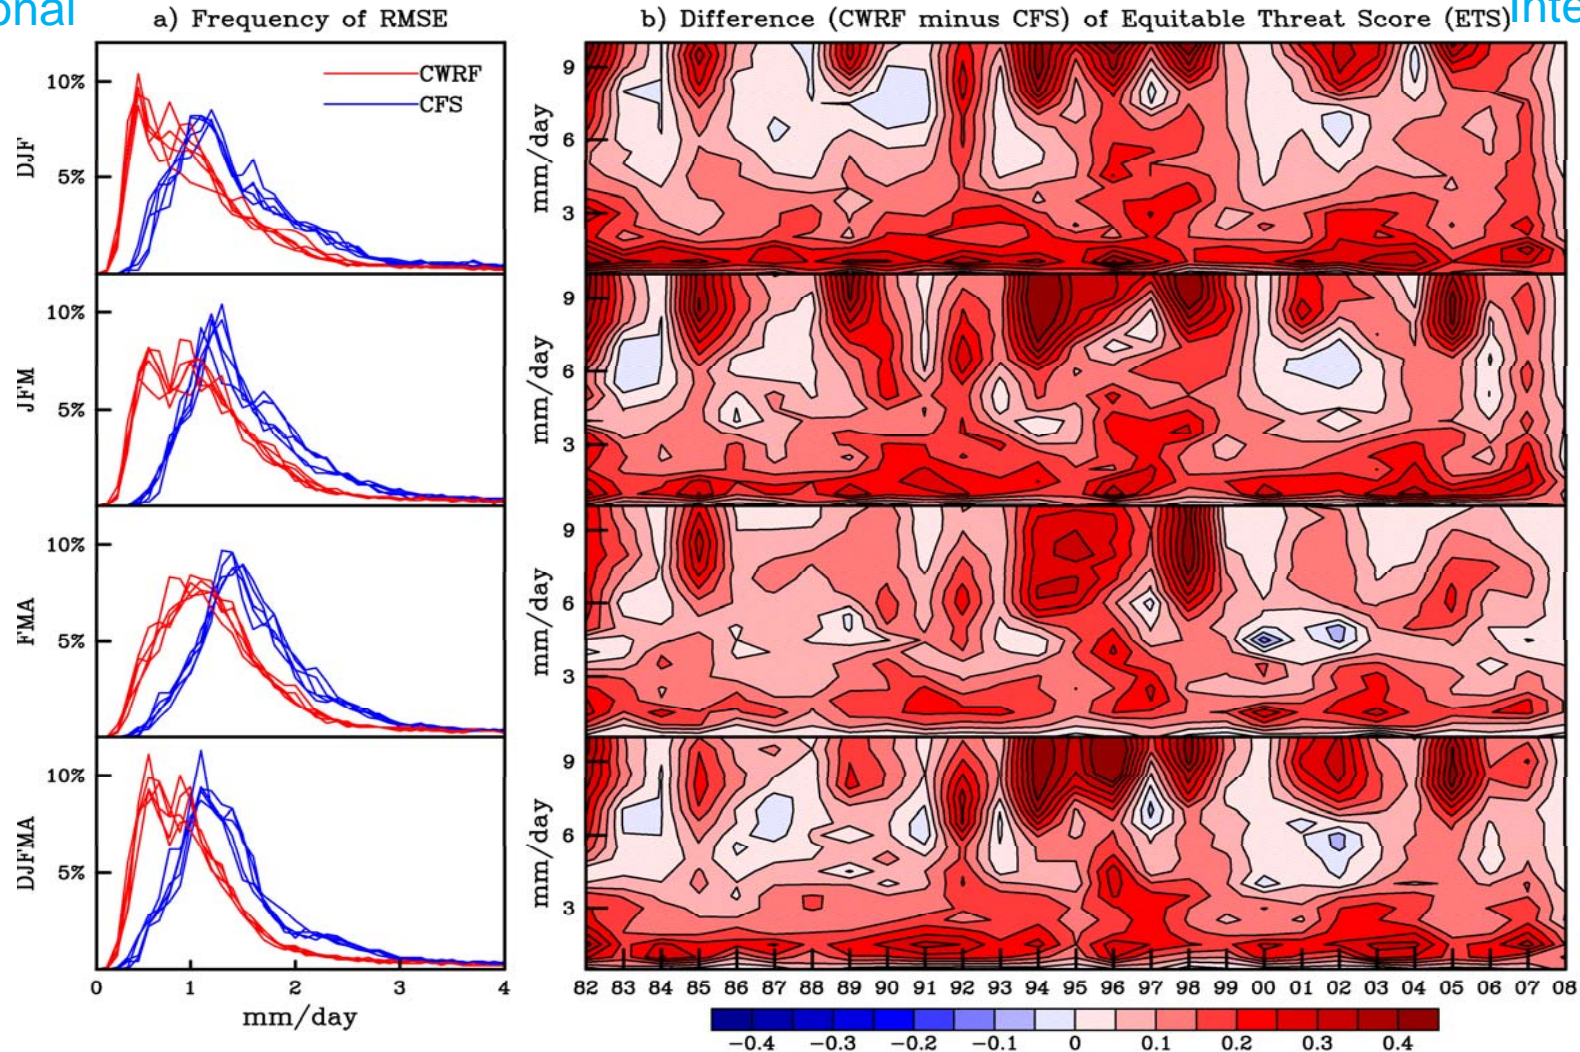 onal
Inte
a) Frequency of RMSE
b) Difference (CWRF minus CFS) of Equitable Threat Score (ETS)
CWRF
CFS
DJF
10%
5%
mm/day
9
6
3
JFM
10%
5%
mm/day
9
6
3
FMA
10%
5%
mm/day
9
6
3
DJFMA
10%
5%
mm/day
9
6
3
0 1 2 3 4
mm/day
82 83 84 85 86 87 88 89 90 91 92 93 94 95 96 97 98 99 00 01 02 03 04 05 06 07 08
−0.4 −0.3 −0.2 −0.1 0 0.1 0.2 0.3 0.4